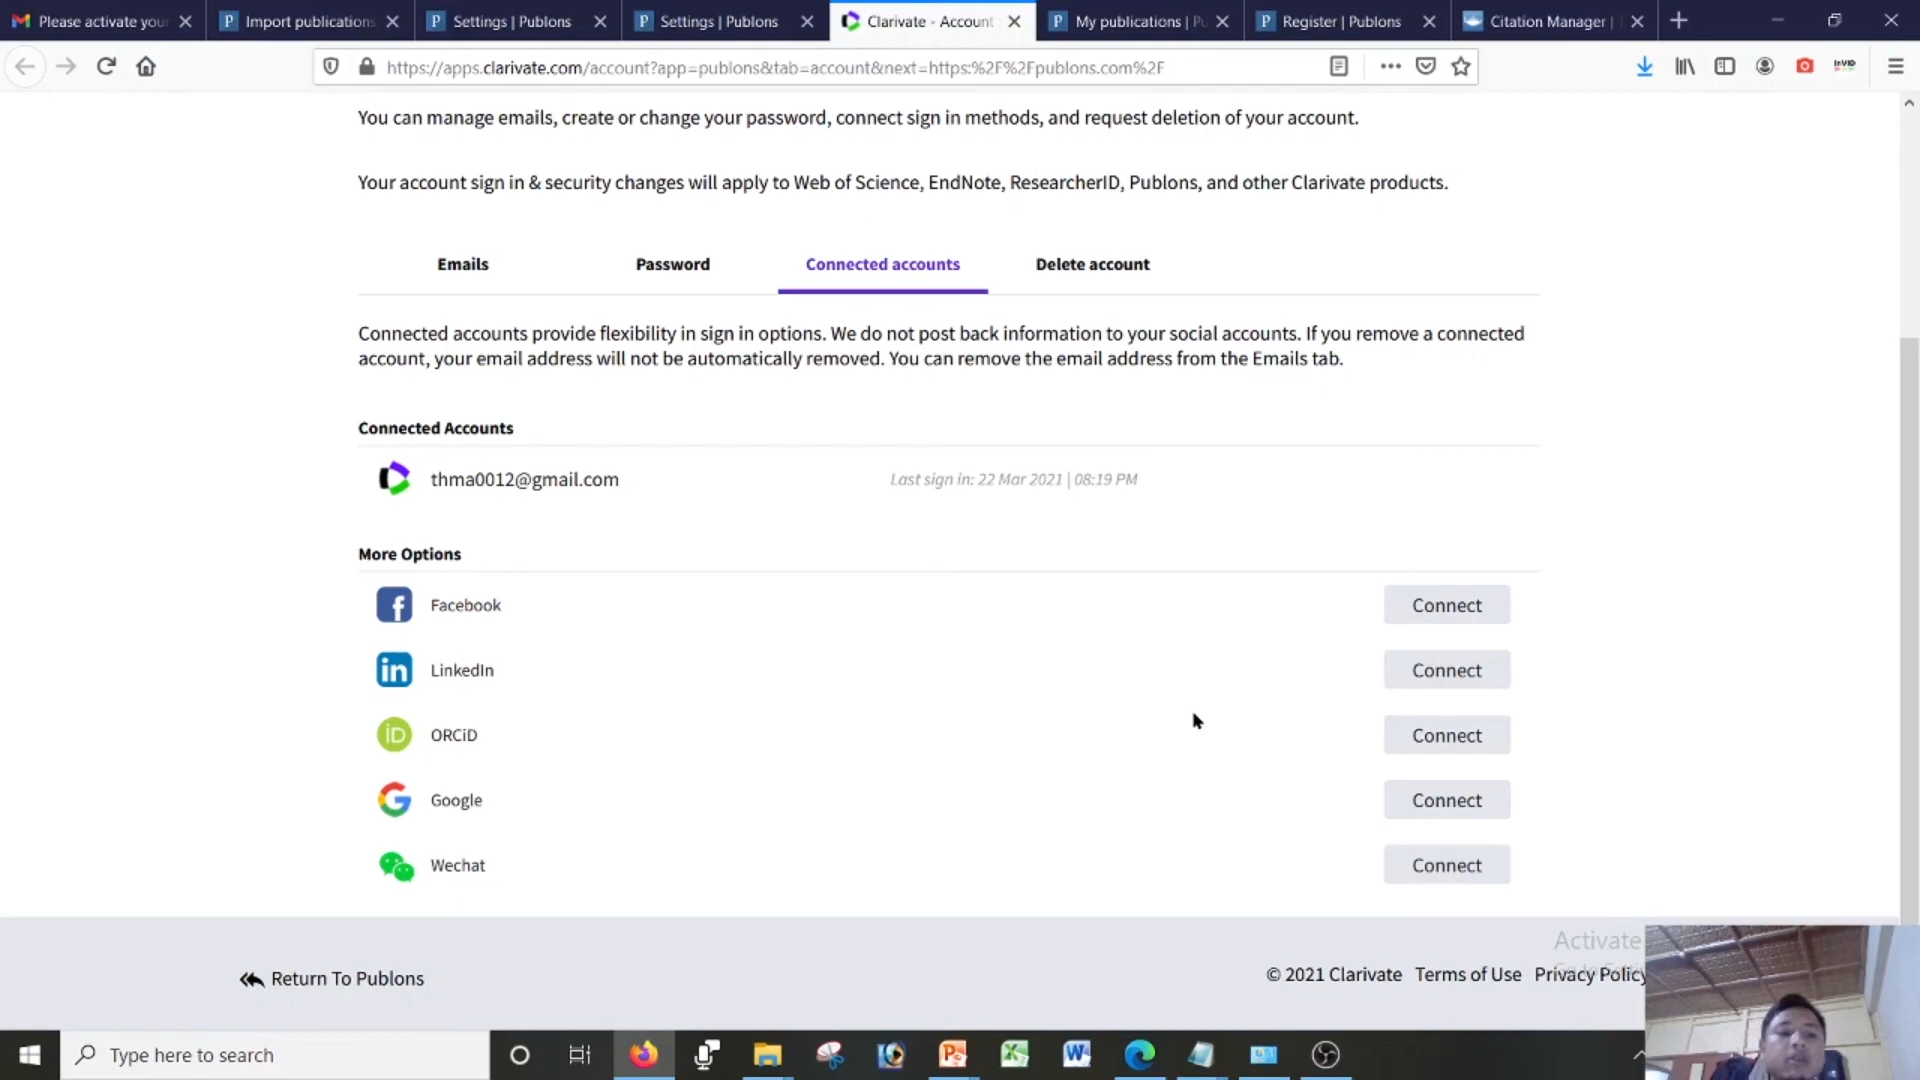 Please activate your
Import publications
Settings | Publons
Settings | Publons
Clarivate - Account
My publications | Pu
Register | Publons
Citation Manager |
https://apps.clarivate.com/account?app=publons&tab=account&next=https:%2F%2Fpublons.com%2F
You can manage emails, create or change your password, connect sign in methods, and request deletion of your account.
Your account sign in & security changes will apply to Web of Science, EndNote, ResearcherID, Publons, and other Clarivate products.
Emails
Password
Connected accounts
Delete account
Connected accounts provide flexibility in sign in options. We do not post back information to your social accounts. If you remove a connected
account, your email address will not be automatically removed. You can remove the email address from the Emails tab.
Connected Accounts
thma0012@gmail.com
Last sign in: 22 Mar 2021 | 08:19 PM
More Options
Facebook
Connect
LinkedIn
Connect
ORCiD
Connect
Google
Connect
Wechat
Connect
Activate
Return To Publons
© 2021 Clarivate Terms of Use Privacy Policy
Type here to search